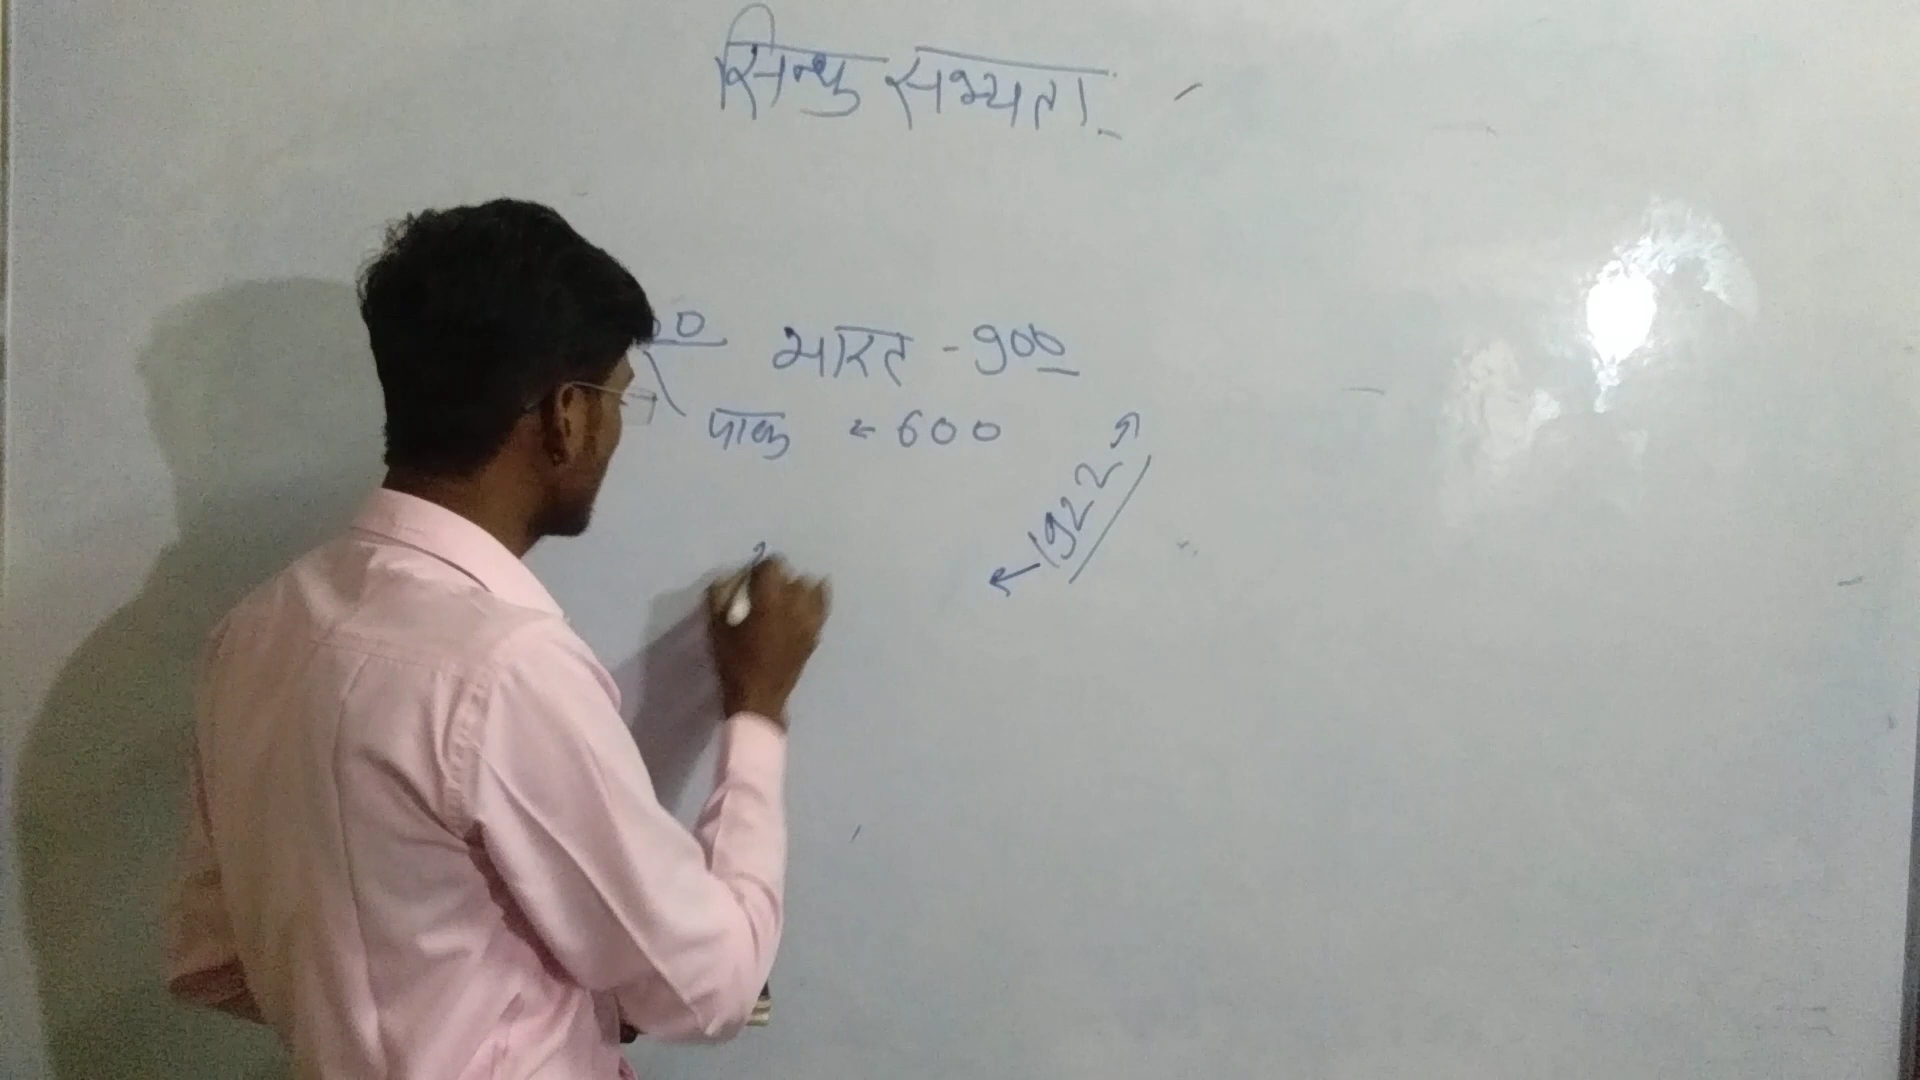 सिन्धु सभ्यता
भारत - 900
पाक - 600
1922